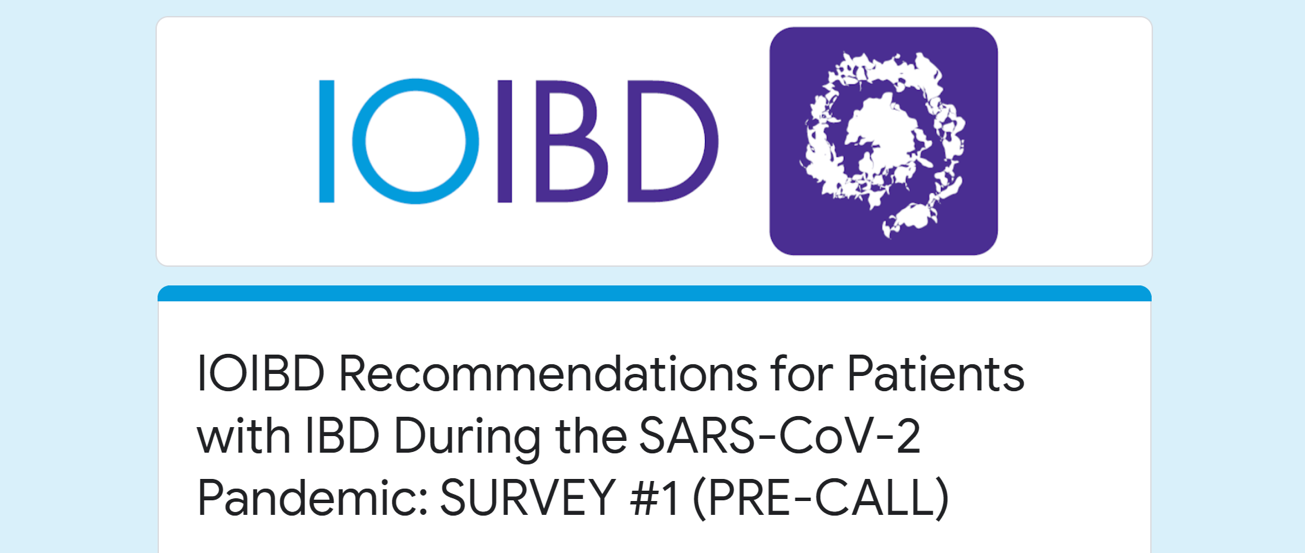 IOIBD
IOIBD Recommendations for Patients
with IBD During the SARS-CoV-2
Pandemic: SURVEY #1 (PRE-CALL)